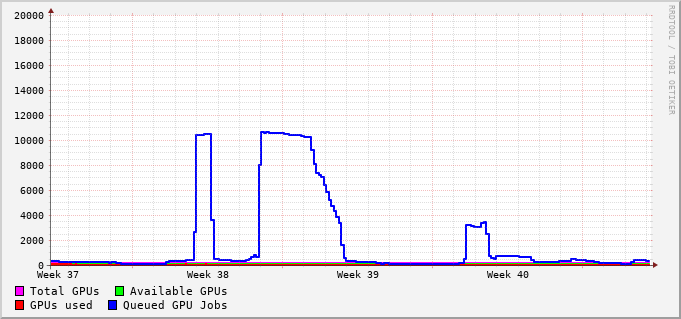 20000
18000
16000
14000
12000
10000
8000
6000
4000
2000
0
Week 37 Week 38 Week 39 Week 40
Total GPUs Available GPUs
GPUs used Queued GPU Jobs
RRDTOOL / TOBI OETIKER